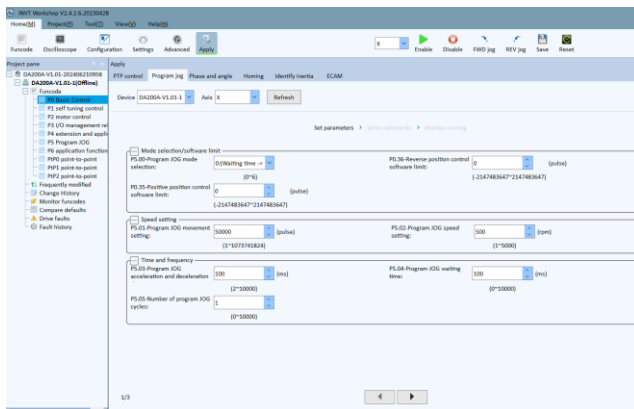 INVT Workshop V2.4.2.6.20230428
Home(M) Project(P) Tool(T) View(V) Help(H)
Funcode Oscilloscope Configuration Settings Advanced Apply
X Enable Disable FWD jog REV jog Save Reset
Project pane
DA200A-V1.01-202406210958
DA200A-V1.01-1(Offline)
Funcode
P0 Basic Control
P1 self tuning control
P2 motor control
P3 I/O management rel
P4 extension and appli
P5 Program JOG
P6 application function
PtP0 point-to-point
PtP1 point-to-point
PtP2 point-to-point
Frequently modified
Change History
Monitor funcodes
Compare defaults
Drive faults
Fault history
Apply
PTP control Program jog Phase and angle Homing Identify inertia ECAM
Device DA200A-V1.01-1 Axis X Refresh
Set parameters > Write commands > Monitor running
Mode selection/software limit
P5.00-Program JOG mode selection:
0:(Waiting time ->
(0~6)
P0.36-Reverse position control software limit:
0
(pulse)
(-2147483647~2147483647)
P0.35-Positive position control software limit:
0
(pulse)
(-2147483647~2147483647)
Speed setting
P5.01-Program JOG movement setting:
50000
(pulse)
(1~1073741824)
P5.02-Program JOG speed setting:
500
(rpm)
(1~5000)
Time and frequency
P5.03-Program JOG acceleration and deceleration
100
(ms)
(2~10000)
P5.04-Program JOG waiting time:
100
(ms)
(0~10000)
P5.05-Number of program JOG cycles:
1
(0~10000)
1/3